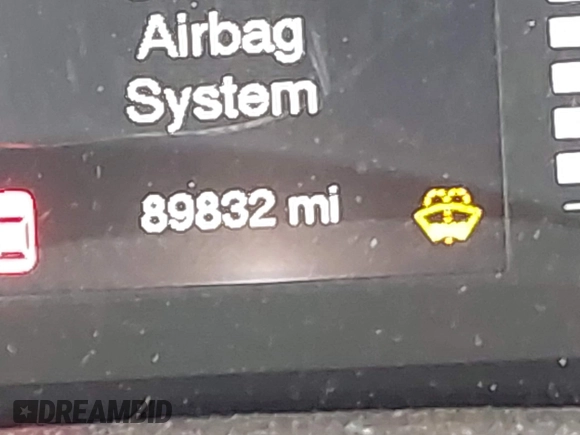 Airbag
System
89832 mi
DREAMBID